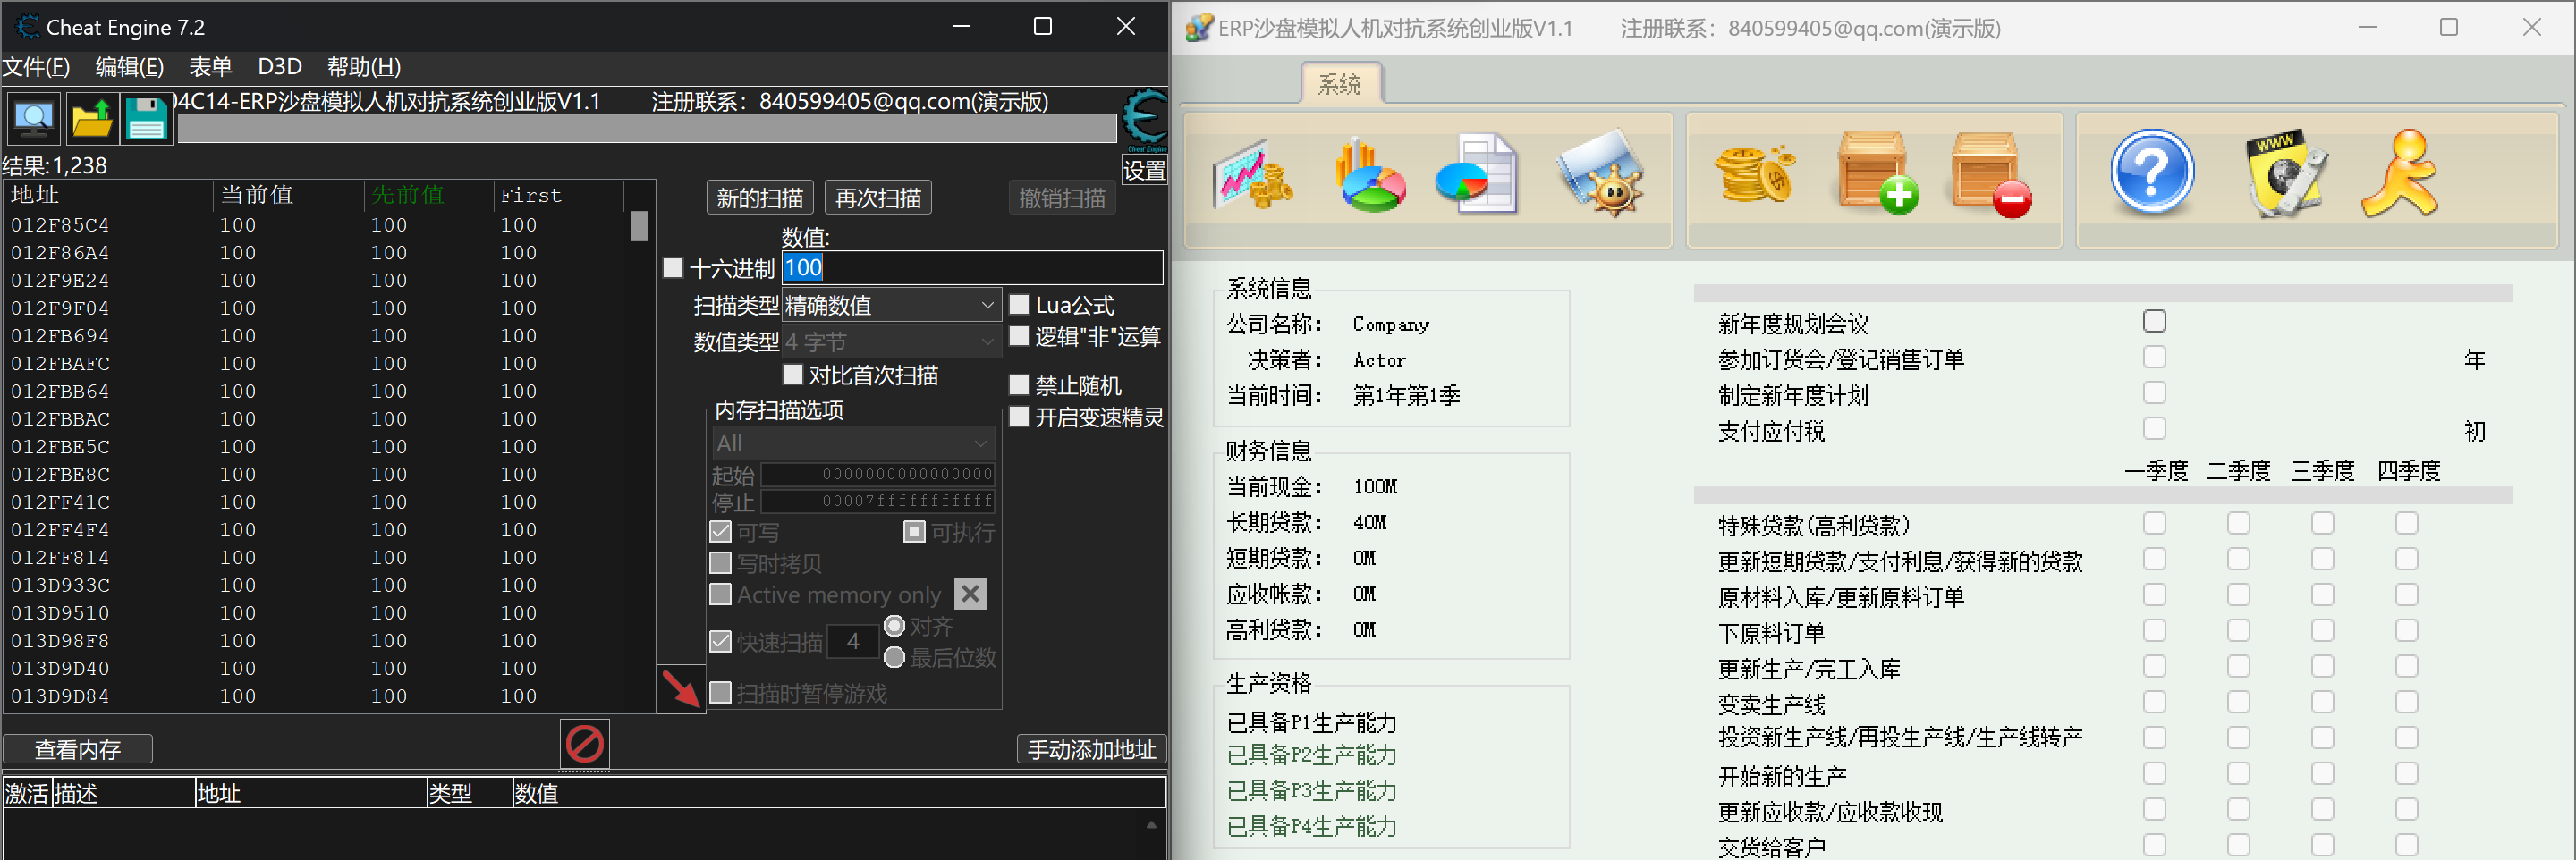 Cheat Engine 7.2
文件(F) 编辑(E) 表单 D3D 帮助(H)
04C14-ERP沙盘模拟人机对抗系统创业版V1.1 注册联系：840599405@qq.com(演示版)
Cheat Engine
设置
结果:1,238
地址 当前值 先前值 First
012F85C4 100 100 100
012F86A4 100 100 100
012F9E24 100 100 100
012F9F04 100 100 100
012FB694 100 100 100
012FBAFC 100 100 100
012FBB64 100 100 100
012FBBAC 100 100 100
012FBE5C 100 100 100
012FBE8C 100 100 100
012FF41C 100 100 100
012FF4F4 100 100 100
012FF814 100 100 100
013D933C 100 100 100
013D9510 100 100 100
013D98F8 100 100 100
013D9D40 100 100 100
013D9D84 100 100 100
新的扫描 再次扫描 撤销扫描
数值:
十六进制 100
扫描类型 精确数值
数值类型 4 字节
对比首次扫描
Lua公式
逻辑"非"运算
禁止随机
开启变速精灵
内存扫描选项
All
起始 0000000000000000
停止 00007fffffffffff
可写 可执行
写时拷贝
Active memory only
快速扫描 4 对齐
最后位数
扫描时暂停游戏
查看内存
手动添加地址
激活 描述 地址 类型 数值
ERP沙盘模拟人机对抗系统创业版V1.1 注册联系：840599405@qq.com(演示版)
系统
WWW
系统信息
公司名称： Company
决策者： Actor
当前时间： 第1年第1季
财务信息
当前现金： 100M
长期贷款： 40M
短期贷款： 0M
应收帐款： 0M
高利贷款： 0M
生产资格
已具备P1生产能力
已具备P2生产能力
已具备P3生产能力
已具备P4生产能力
新年度规划会议
参加订货会/登记销售订单 年
制定新年度计划
支付应付税 初
一季度 二季度 三季度 四季度
特殊贷款(高利贷款)
更新短期贷款/支付利息/获得新的贷款
原材料入库/更新原料订单
下原料订单
更新生产/完工入库
变卖生产线
投资新生产线/再投生产线/生产线转产
开始新的生产
更新应收款/应收款收现
交货给客户